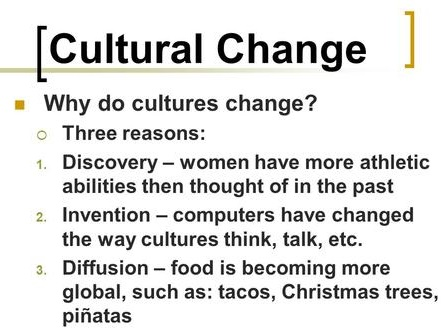 Cultural Change
Why do cultures change?
Three reasons:
1. Discovery – women have more athletic
abilities then thought of in the past
2. Invention – computers have changed
the way cultures think, talk, etc.
3. Diffusion – food is becoming more
global, such as: tacos, Christmas trees,
piñatas